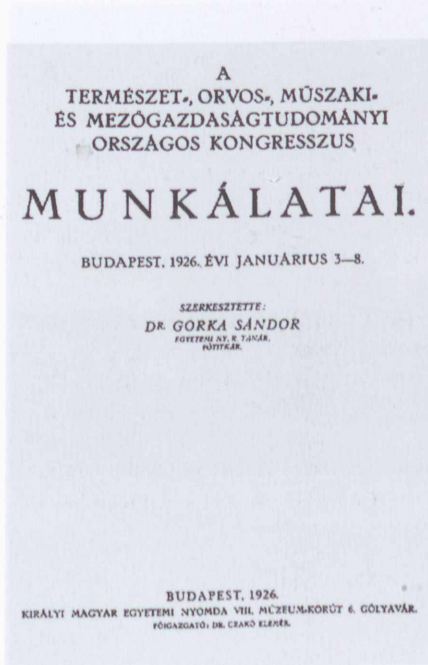 A
TERMÉSZET-, ORVOS-, MŰSZAKI-
ÉS MEZŐGAZDASÁGTUDOMÁNYI
ORSZÁGOS KONGRESSZUS
MUNKÁLATAI.
BUDAPEST. 1926. ÉVI JANUÁRIUS 3—8.
SZERKESZTETTE:
DR. GORKA SÁNDOR
EGYETEMI NY. R. TANÁR,
FŐTITKÁR.
BUDAPEST, 1926.
KIRÁLYI MAGYAR EGYETEMI NYOMDA VIII, MÚZEUM-KÖRÚT 6. GÓLYAVÁR.
FŐIGAZGATÓ: DR. CZAKÓ ELEMÉR.